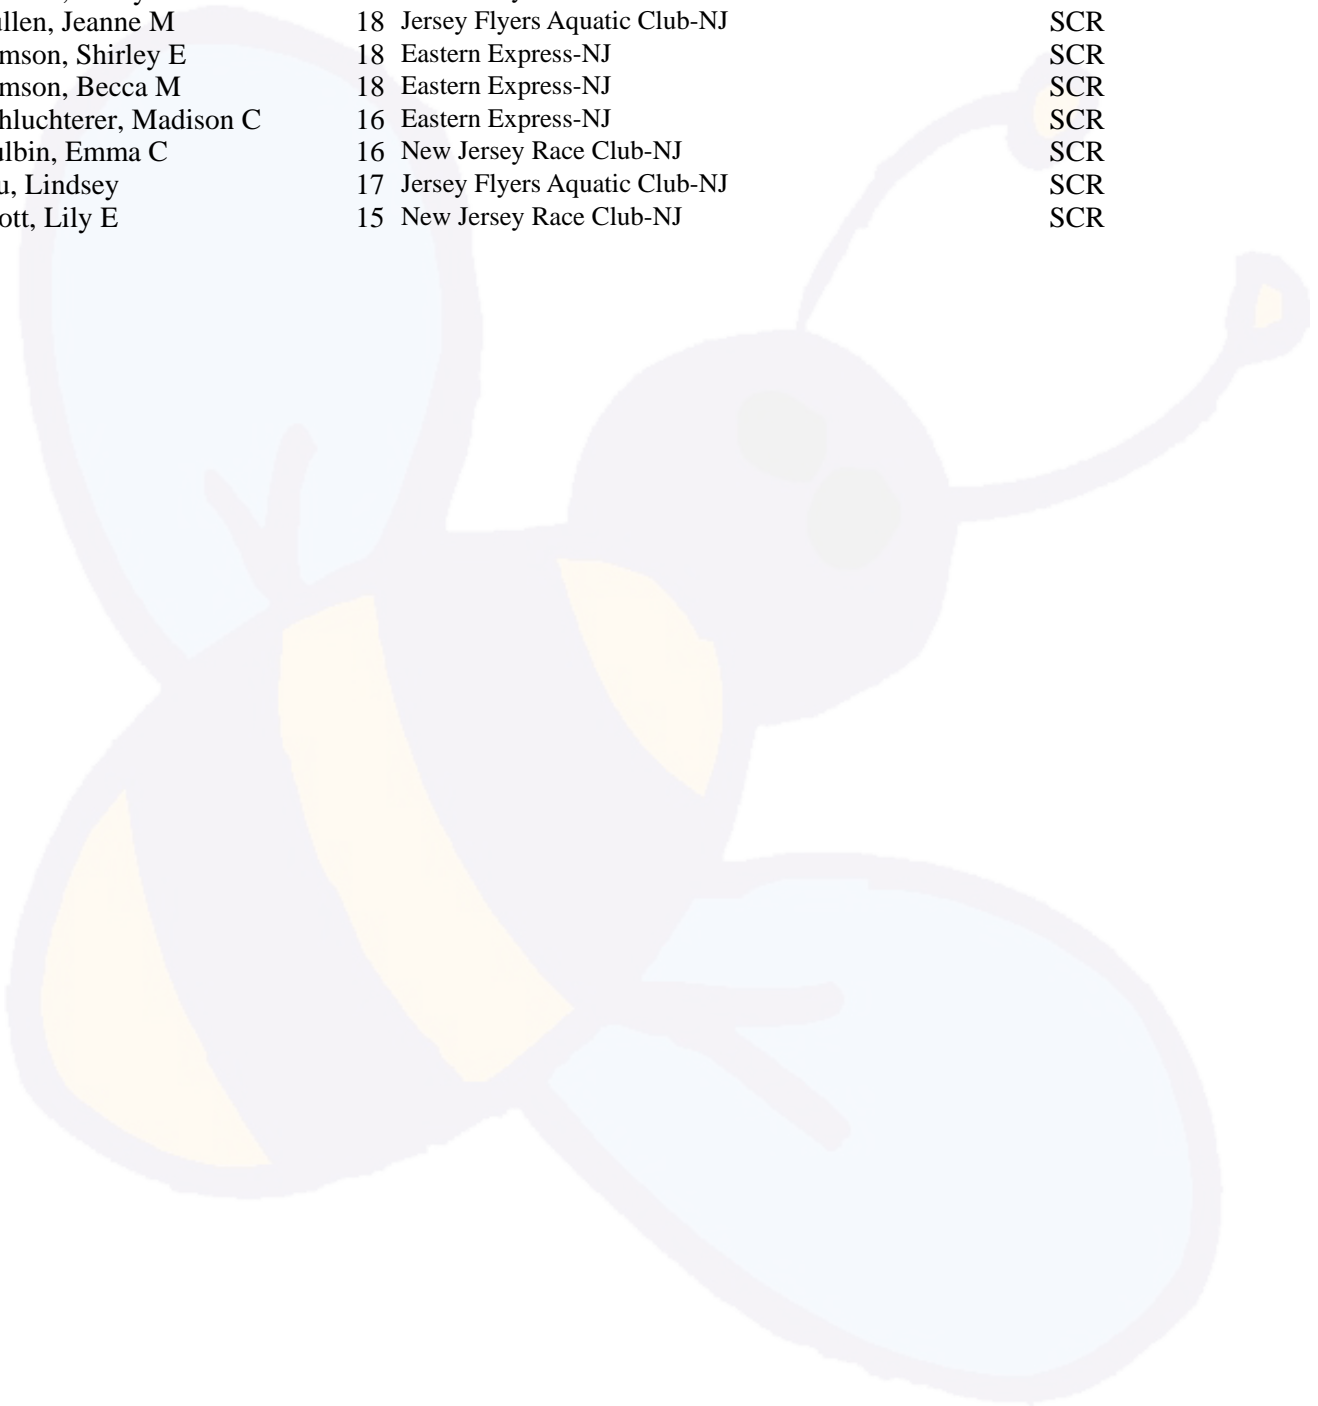 ullen, Jeanne M 18 Jersey Flyers Aquatic Club-NJ SCR
mson, Shirley E 18 Eastern Express-NJ SCR
mson, Becca M 18 Eastern Express-NJ SCR
hluchterer, Madison C 16 Eastern Express-NJ SCR
ulbin, Emma C 16 New Jersey Race Club-NJ SCR
u, Lindsey 17 Jersey Flyers Aquatic Club-NJ SCR
ott, Lily E 15 New Jersey Race Club-NJ SCR